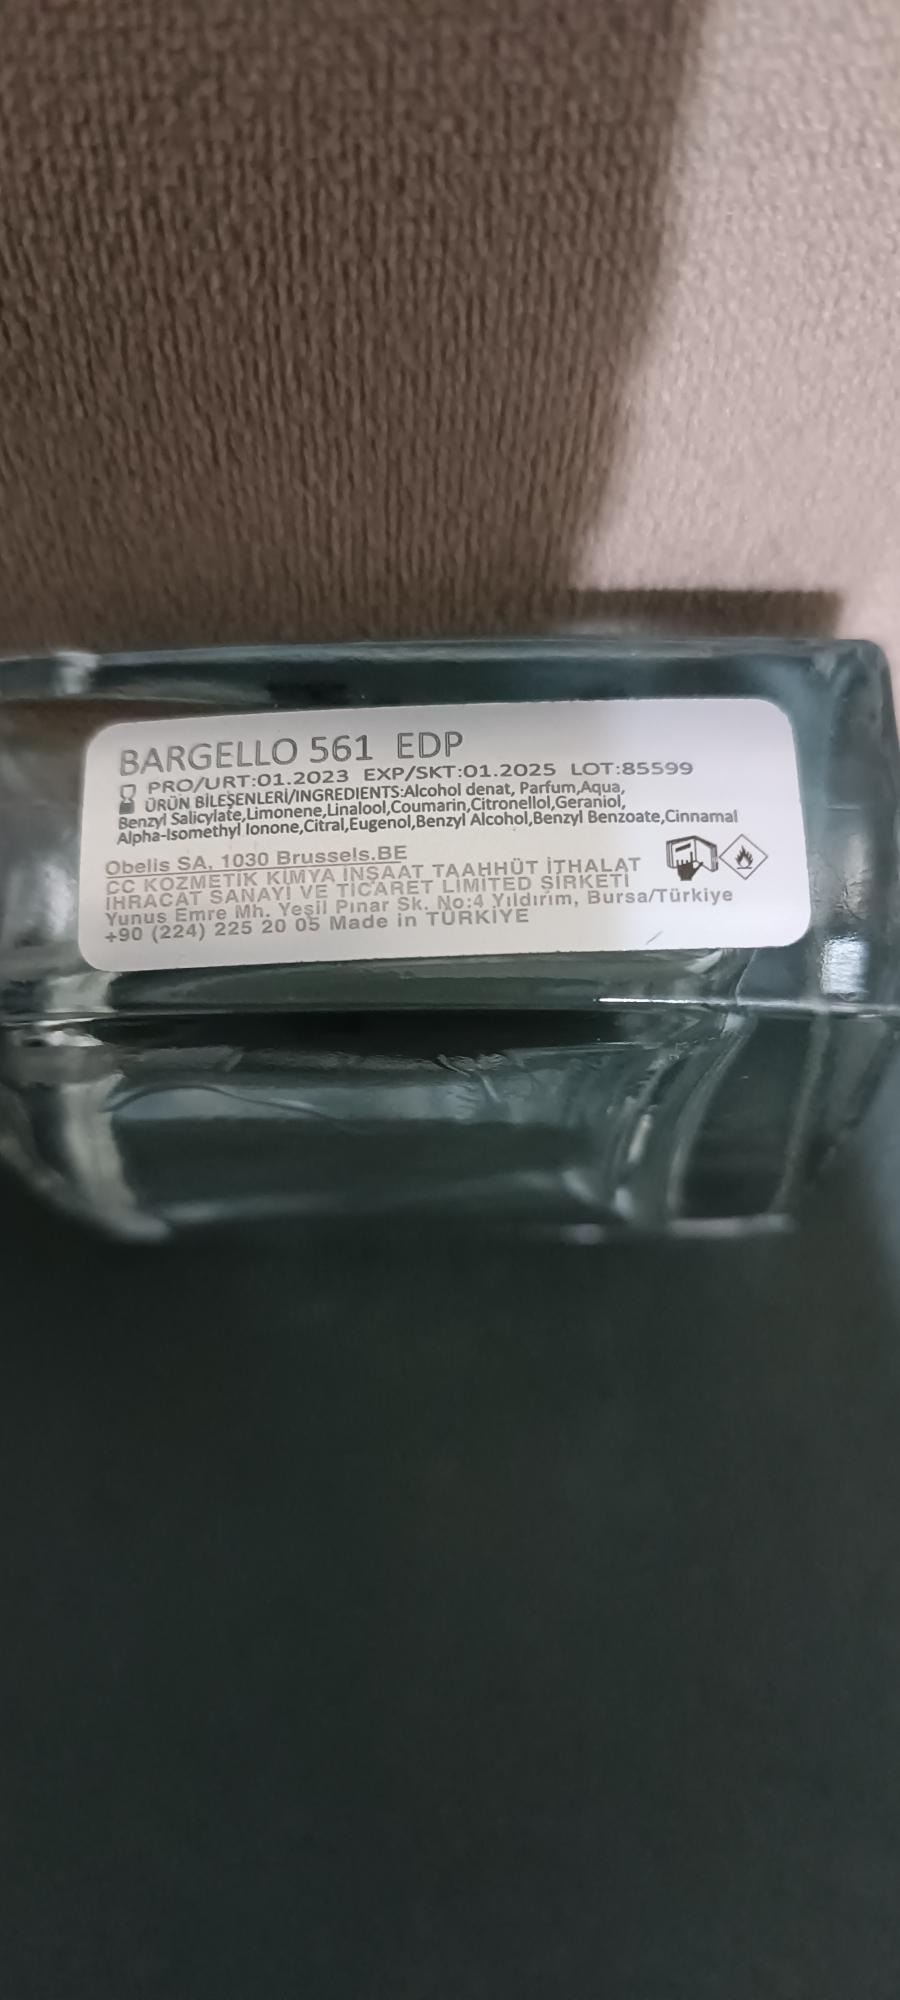 BARGELLO 561 EDP
PRO/URT:01.2023 EXP/SKT:01.2025 LOT:85599
ÜRÜN BİLEŞENLERİ/INGREDIENTS:Alcohol denat, Parfum,Aqua,
Benzyl Salicylate,Limonene,Linalool,Coumarin,Citronellol,Geraniol,
Alpha-Isomethyl Ionone,Citral,Eugenol,Benzyl Alcohol,Benzyl Benzoate,Cinnamal
Obelis SA. 1030 Brussels.BE
CC KOZMETİK KİMYA İNŞAAT TAAHHÜT İTHALAT
İHRACAT SANAYİ VE TİCARET LİMİTED ŞİRKETİ
Yunus Emre Mh. Yeşil Pınar Sk. No:4 Yıldırım, Bursa/Türkiye
+90 (224) 225 20 05 Made in TÜRKİYE